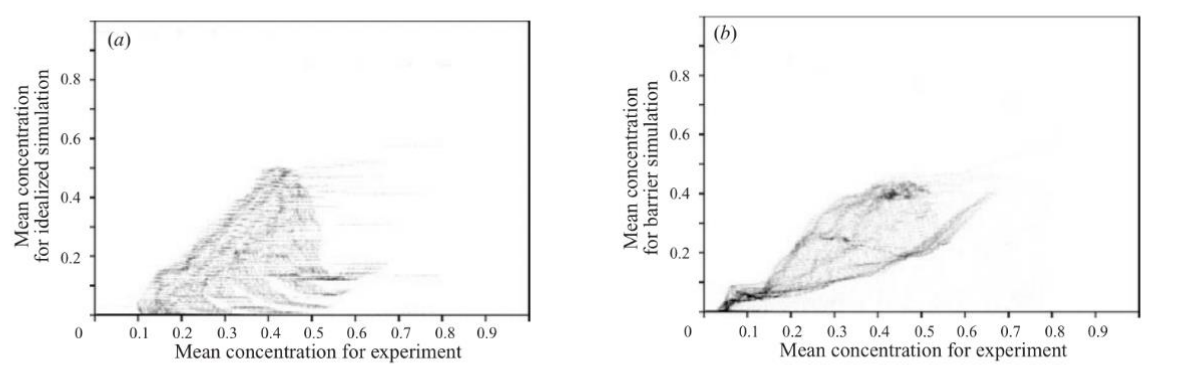 (a)
Mean concentration
for idealized simulation
0.8
0.6
0.4
0.2
0 0.1 0.2 0.3 0.4 0.5 0.6 0.7 0.8 0.9
Mean concentration for experiment
(b)
Mean concentration
for barrier simulation
0.8
0.6
0.4
0.2
0 0.1 0.2 0.3 0.4 0.5 0.6 0.7 0.8 0.9
Mean concentration for experiment